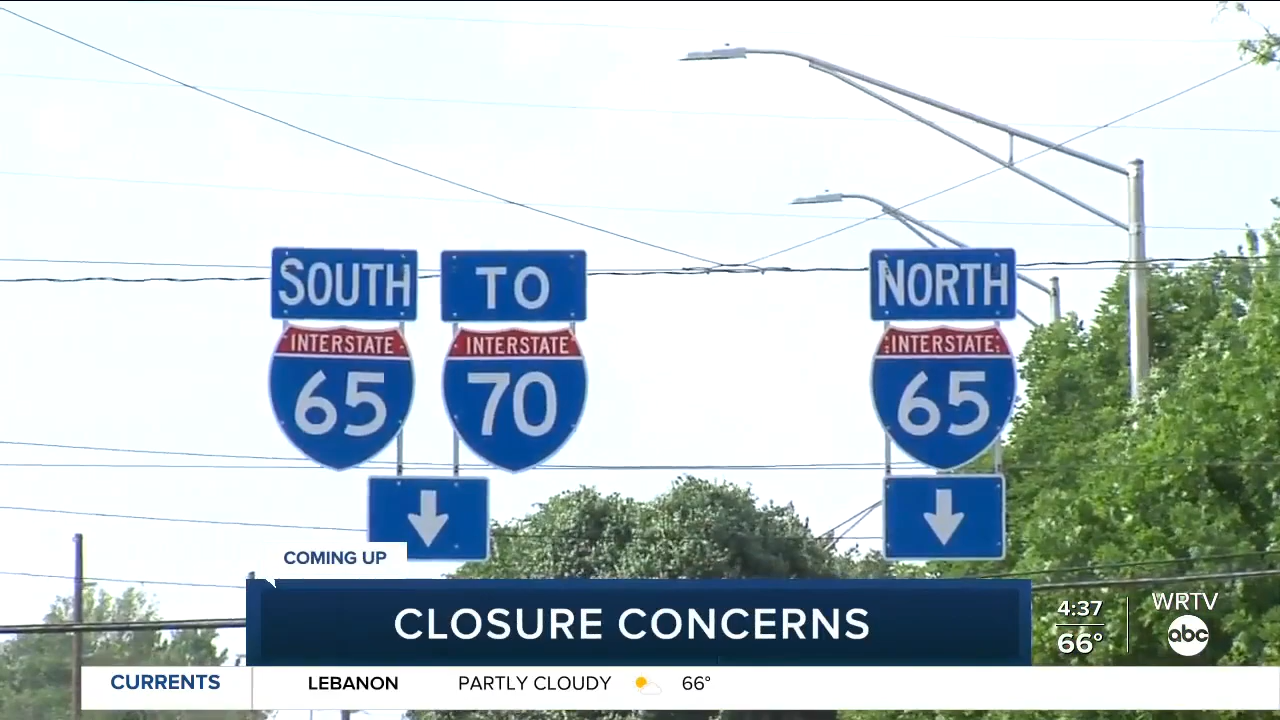 SOUTH TO NORTH
INTERSTATE INTERSTATE INTERSTATE
65 70 65
COMING UP
CLOSURE CONCERNS
4:37
66°
WRTV
abc
CURRENTS LEBANON PARTLY CLOUDY 66°